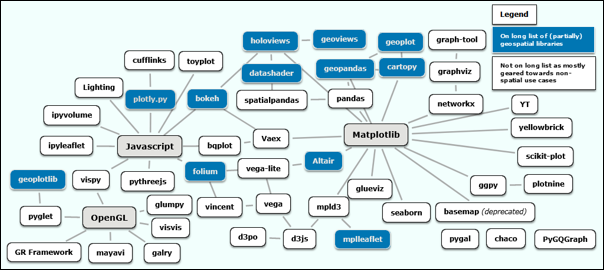 Legend
On long list of (partially)
geospatial libraries
Not on long list as mostly
geared towards non-
spatial use cases
holoviews
geoviews
geoplot
graph-tool
cufflinks
toyplot
datashader
geopandas
cartopy
graphviz
Lighting
plotly.py
bokeh
spatialpandas
pandas
networkx
YT
ipyvolume
yellowbrick
ipyleaflet
Javascript
bqplot
Vaex
Matplotlib
scikit-plot
geoplotlib
vispy
pythreejs
folium
vega-lite
Altair
glueviz
ggpy
plotnine
pyglet
OpenGL
glumpy
vincent
vega
mpld3
seaborn
basemap (deprecated)
visvis
d3po
d3js
mplleaflet
pygal
chaco
PyGQGraph
GR Framework
mayavi
galry